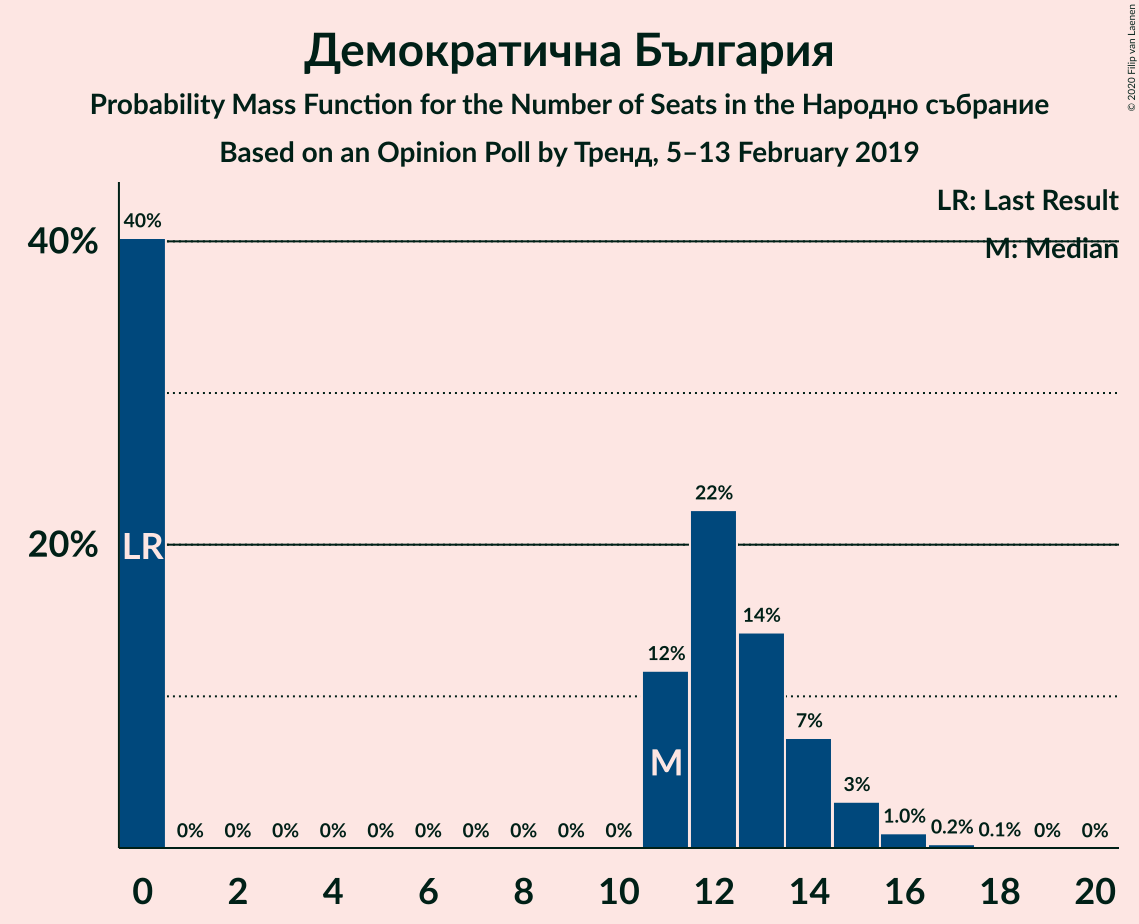 Демократична България
Probability Mass Function for the Number of Seats in the Народно събрание
Based on an Opinion Poll by Тренд, 5–13 February 2019
© 2020 Filip van Laenen
LR: Last Result
M: Median
40%
20%
40%
0%
0%
0%
0%
0%
0%
0%
0%
0%
0%
12%
22%
14%
7%
3%
1.0%
0.2%
0.1%
0%
0%
LR
M
0 2 4 6 8 10 12 14 16 18 20